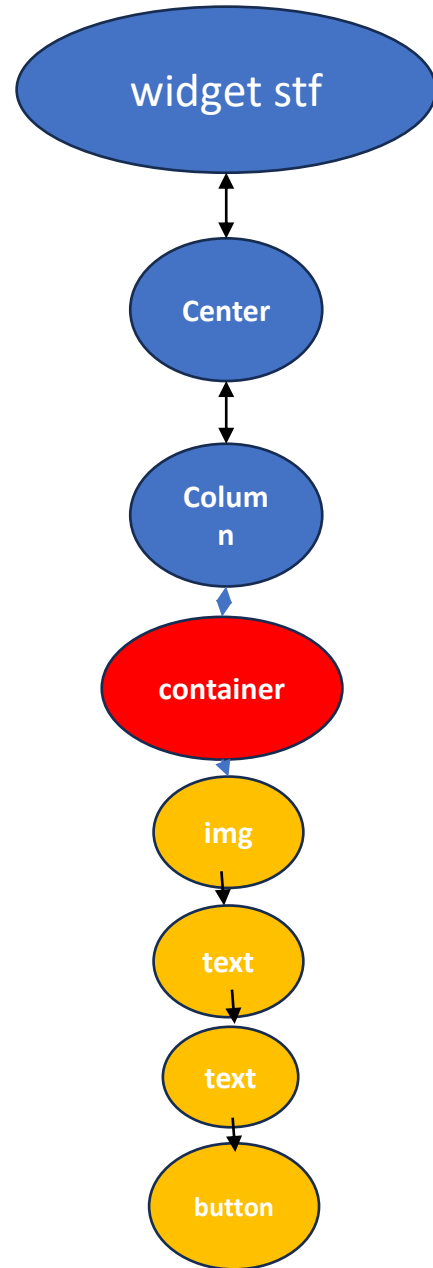 widget stf
Center
Colum
n
container
img
text
text
button